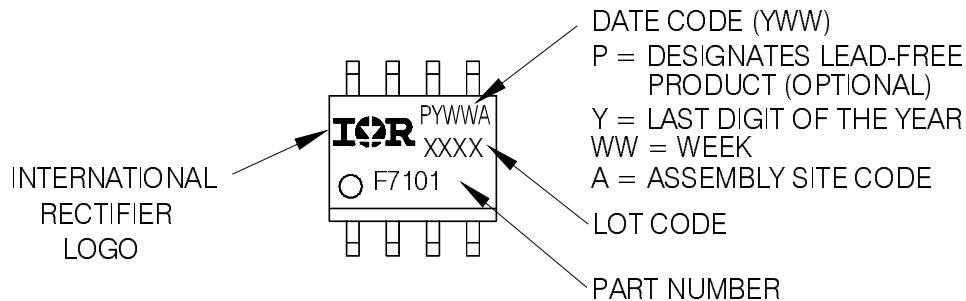 DATE CODE (YWW)
P = DESIGNATES LEAD-FREE
PRODUCT (OPTIONAL)
Y = LAST DIGIT OF THE YEAR
WW = WEEK
A = ASSEMBLY SITE CODE
LOT CODE
PART NUMBER
INTERNATIONAL
RECTIFIER
LOGO
IOR
PYWWA
XXXX
F7101